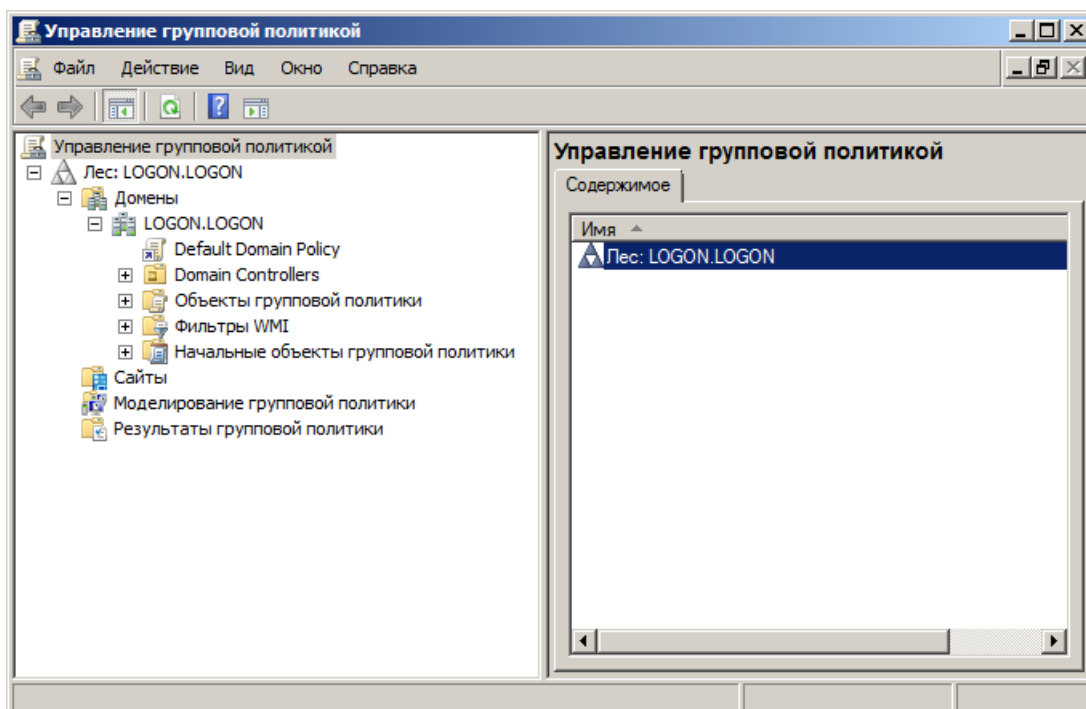 Управление групповой политикой
Файл Действие Вид Окно Справка
Управление групповой политикой
Лес: LOGON.LOGON
Домены
LOGON.LOGON
Default Domain Policy
Domain Controllers
Объекты групповой политики
Фильтры WMI
Начальные объекты групповой политики
Сайты
Моделирование групповой политики
Результаты групповой политики
Управление групповой политикой
Содержимое
Имя
Лес: LOGON.LOGON